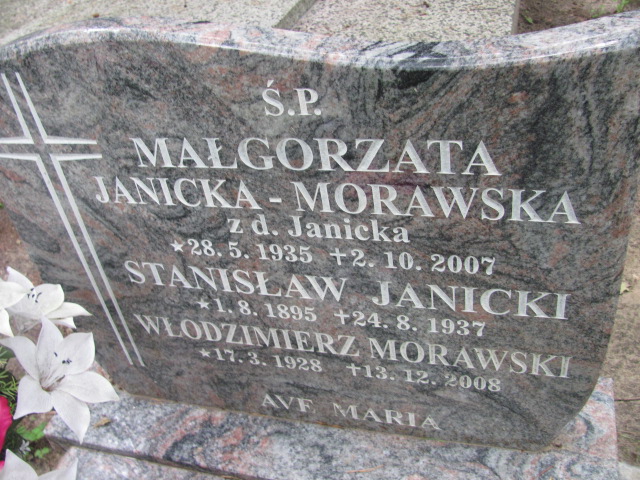 Ś.P.
MAŁGORZATA
JANICKA - MORAWSKA
z d. Janicka
★28. 5. 1935 +2. 10. 2007
STANISŁAW JANICKI
★1. 8. 1895 +24. 8. 1937
WŁODZIMIERZ MORAWSKI
★17. 3. 1928 +13. 12. 2008
AVE MARIA